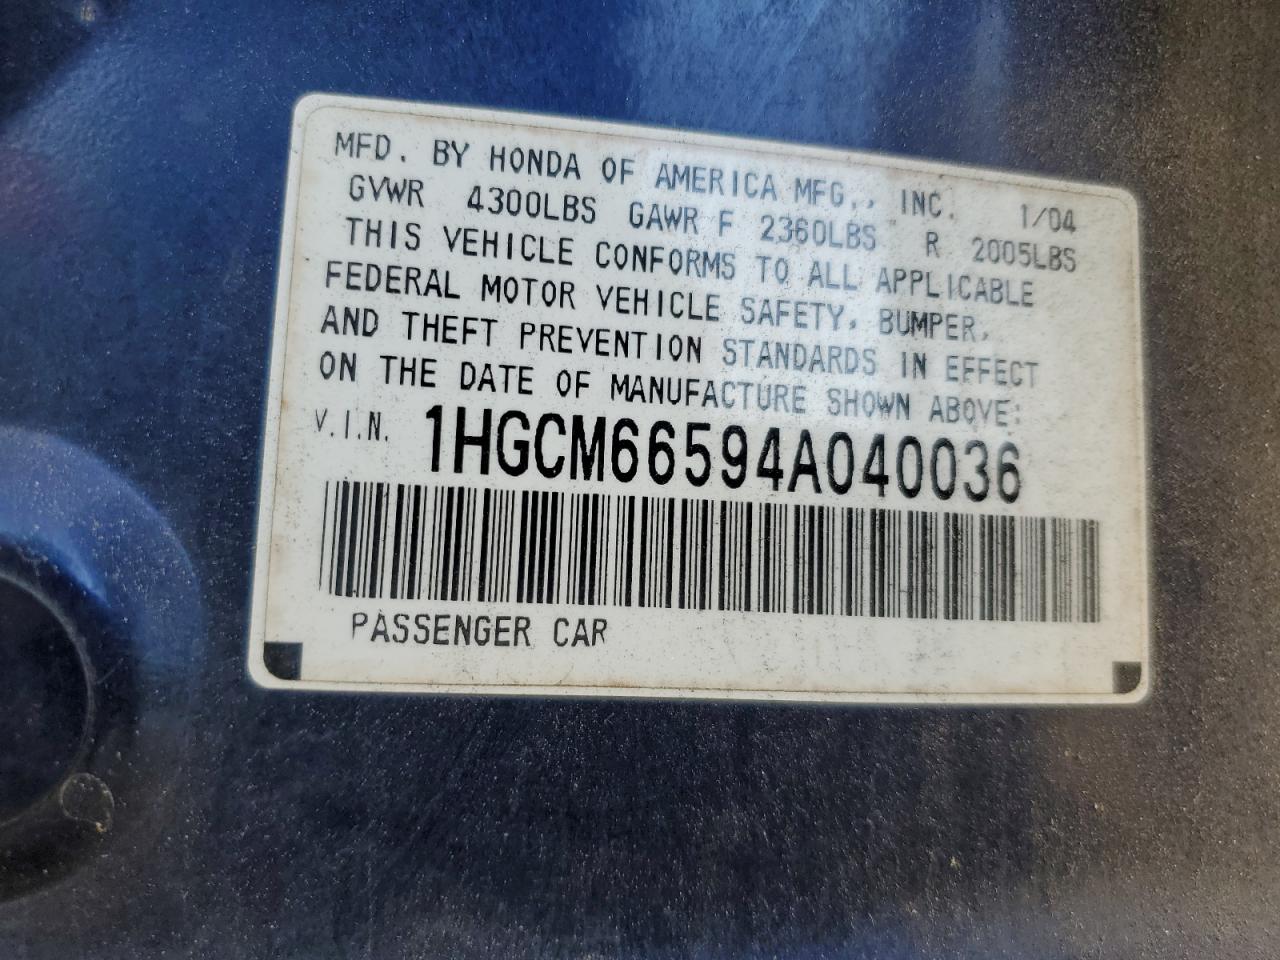 MFD. BY HONDA OF AMERICA MFG., INC. 1/04
GVWR 4300LBS GAWR F 2360LBS R 2005LBS
THIS VEHICLE CONFORMS TO ALL APPLICABLE
FEDERAL MOTOR VEHICLE SAFETY, BUMPER,
AND THEFT PREVENTION STANDARDS IN EFFECT
ON THE DATE OF MANUFACTURE SHOWN ABOVE:
V.I.N. 1HGCM66594A040036
PASSENGER CAR